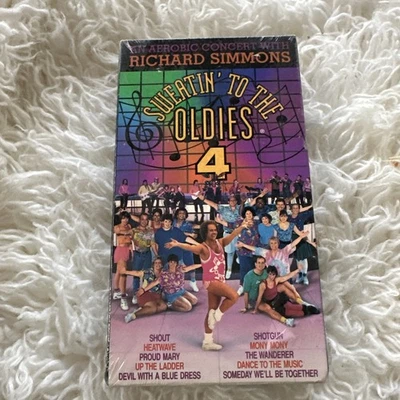 AN AEROBIC CONCERT WITH
RICHARD SIMMONS
SWEATIN' TO THE
OLDIES
4
SHOUT
HEATWAVE
PROUD MARY
UP THE LADDER
DEVIL WITH A BLUE DRESS
SHOTGUN
MONY MONY
THE WANDERER
DANCE TO THE MUSIC
SOMEDAY WE'LL BE TOGETHER